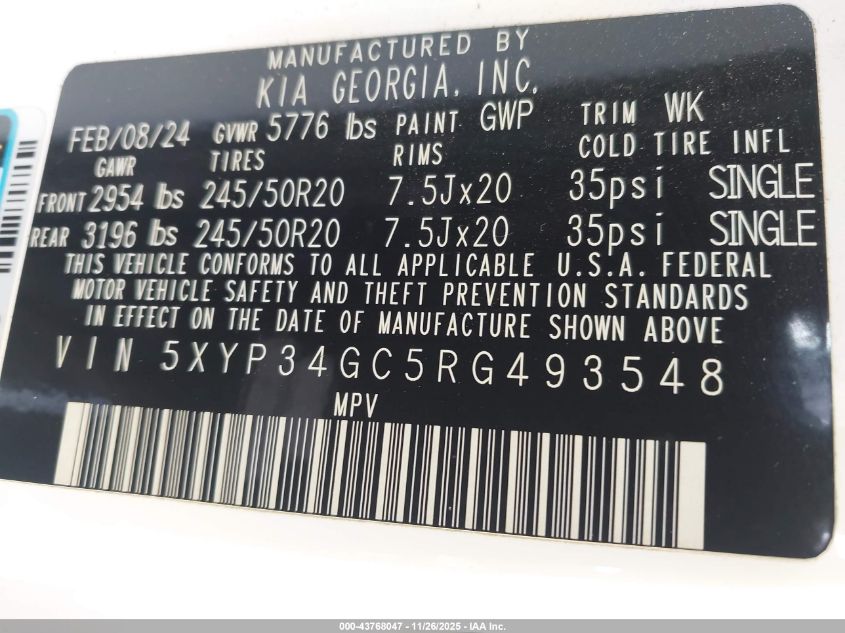 MANUFACTURED BY
KIA GEORGIA, INC.
FEB/08/24 GVWR 5776 lbs PAINT GWP TRIM WK
GAWR TIRES RIMS COLD TIRE INFL
FRONT 2954 lbs 245/50R20 7.5Jx20 35psi SINGLE
REAR 3196 lbs 245/50R20 7.5Jx20 35psi SINGLE
THIS VEHICLE CONFORMS TO ALL APPLICABLE U.S.A. FEDERAL
MOTOR VEHICLE SAFETY AND THEFT PREVENTION STANDARDS
IN EFFECT ON THE DATE OF MANUFACTURE SHOWN ABOVE
VIN 5XYP34GC5RG493548
MPV
000-43768047 - 11/26/2025 - IAA Inc.